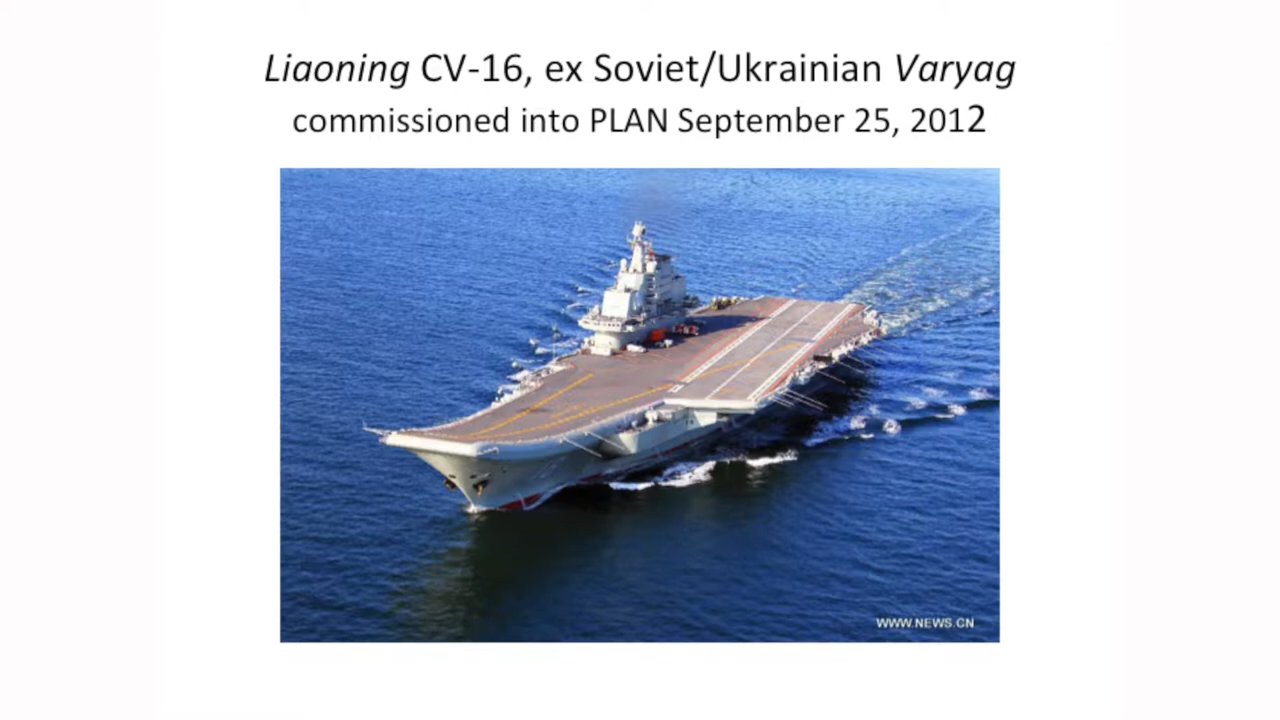 Liaoning CV-16, ex Soviet/Ukrainian Varyag
commissioned into PLAN September 25, 2012
WWW.NEWS.CN